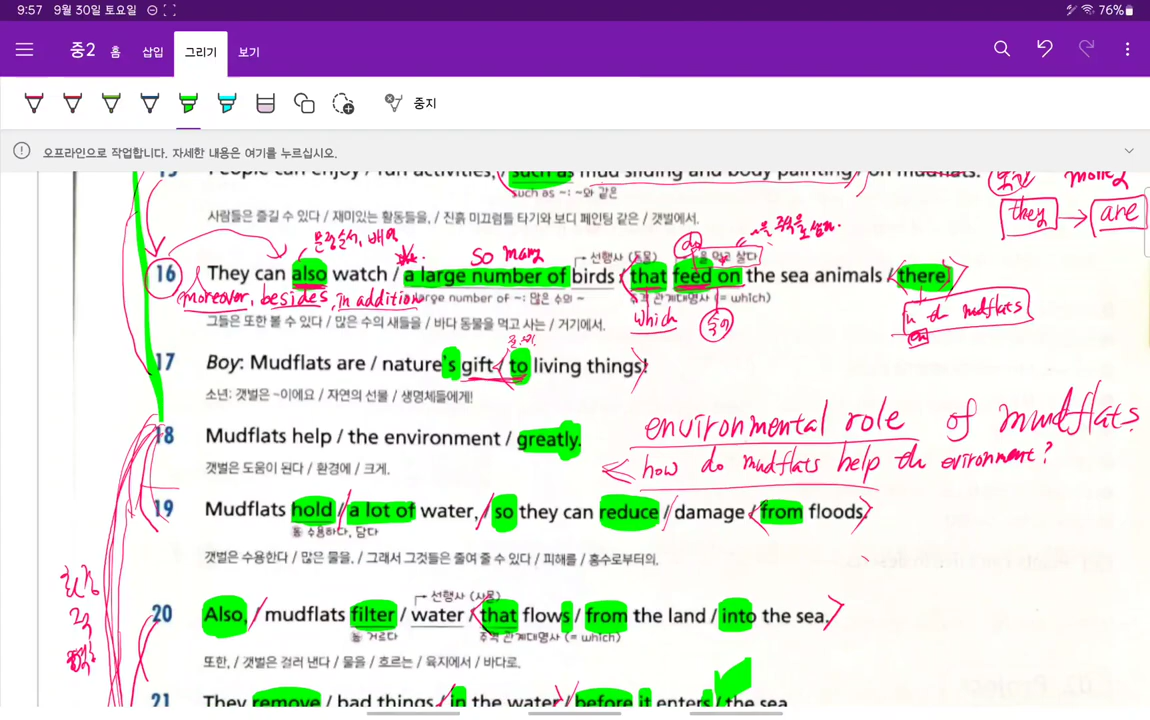 9:57 9월 30일 토요일 76%
중2 홈 삽입 그리기 보기
중지
오프라인으로 작업합니다. 자세한 내용은 여기를 누르십시오.
People can enjoy / fun activities, such as mud sliding and body painting / on mudflats.
such as ~: ~와 같은
they → are
사람들은 즐길 수 있다 / 재미있는 활동들을, / 진흙 미끄럼틀 타기와 보디 페인팅 같은 / 갯벌에서.
so many 선행사 (동물)
16 They can also watch / a large number of birds / that feed on the sea animals / there.
moreover, besides, in addition
large number of ~: 많은 수의 ~
주격 관계대명사 (= which)
which
mudflats
그들은 또한 볼 수 있다 / 많은 수의 새들을 / 바다 동물을 먹고 사는 / 거기에서.
17 Boy: Mudflats are / nature's gift / to living things!
소년: 갯벌은 ~이에요 / 자연의 선물 / 생명체들에게!
environmental role of mudflats
18 Mudflats help / the environment / greatly.
how do mudflats help the evironment?
갯벌은 도움이 된다 / 환경에 / 크게.
19 Mudflats hold / a lot of water, / so they can reduce / damage / from floods.
동 수용하다, 담다
갯벌은 수용한다 / 많은 물을, / 그래서 그것들은 줄여 줄 수 있다 / 피해를 / 홍수로부터의.
선행사 (사물)
20 Also, / mudflats filter / water / that flows / from the land / into the sea.
동 거르다 주격 관계대명사 (= which)
또한, / 갯벌은 걸러 낸다 / 물을 / 흐르는 / 육지에서 / 바다로.
21 They remove / bad things / in the water / before it enters / the sea